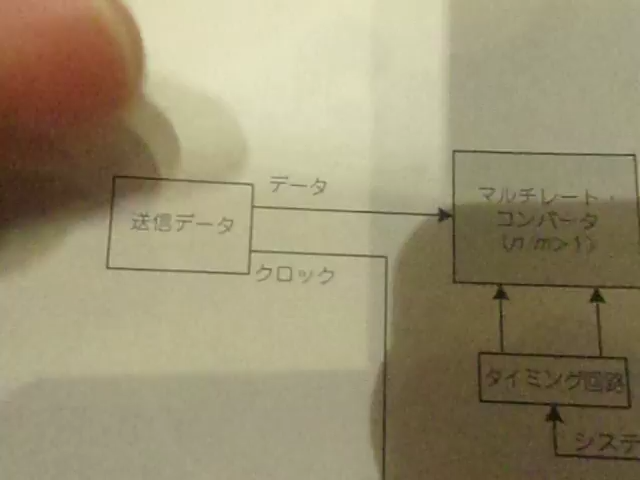 データ
送信データ
クロック
マルチレート・
コンバータ
タイミング回路
システ